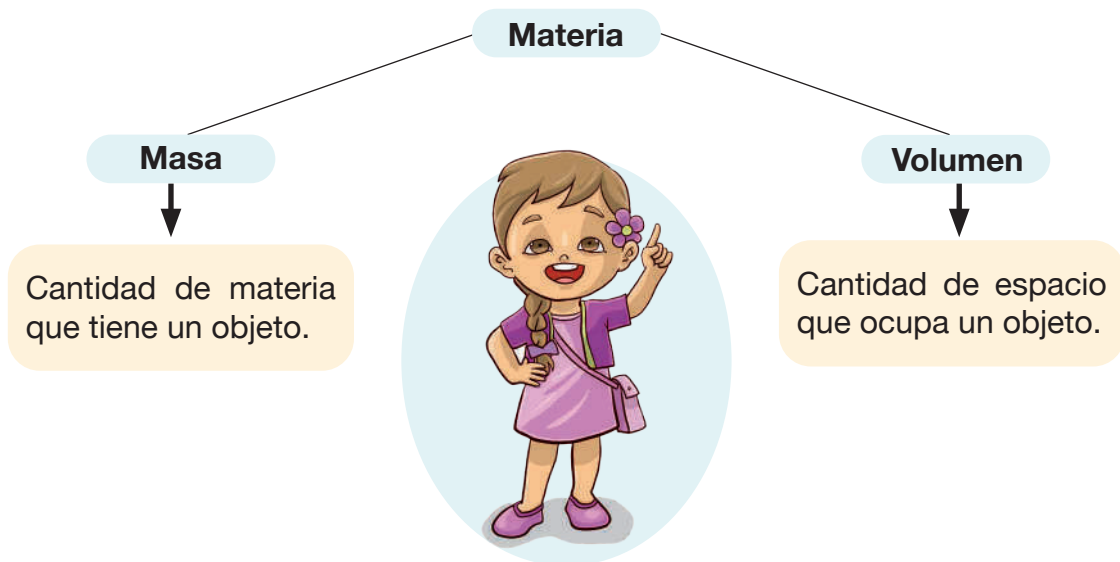 Materia
Masa
Volumen
Cantidad de materia
que tiene un objeto.
Cantidad de espacio
que ocupa un objeto.